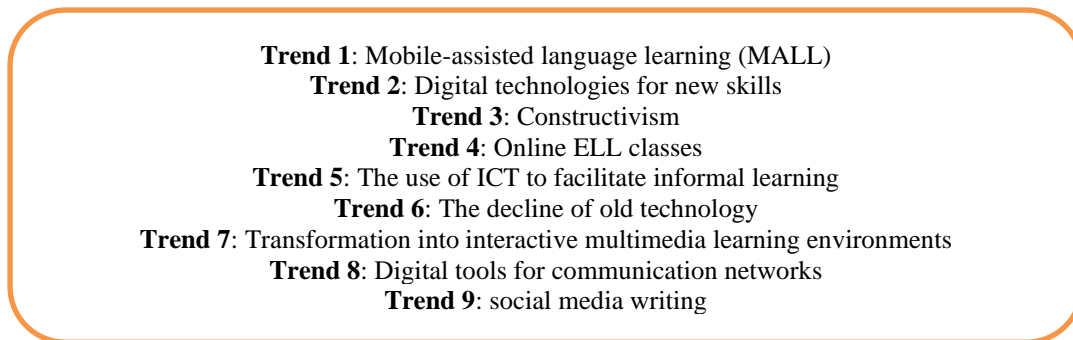 Trend 1: Mobile-assisted language learning (MALL)
Trend 2: Digital technologies for new skills
Trend 3: Constructivism
Trend 4: Online ELL classes
Trend 5: The use of ICT to facilitate informal learning
Trend 6: The decline of old technology
Trend 7: Transformation into interactive multimedia learning environments
Trend 8: Digital tools for communication networks
Trend 9: social media writing